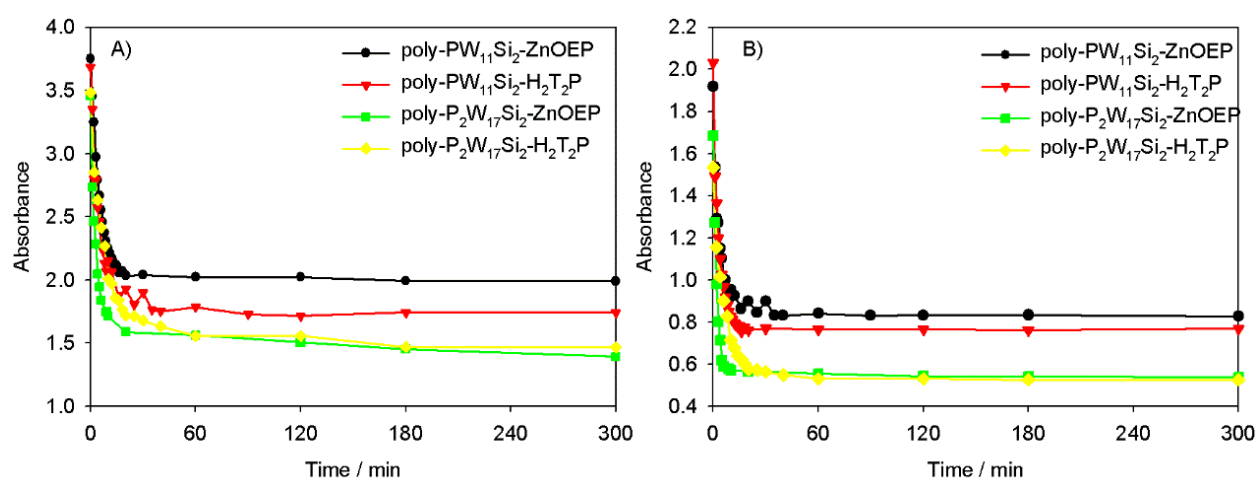 A)
poly-PW₁₁Si₂-ZnOEP
poly-PW₁₁Si₂-H₂T₂P
poly-P₂W₁₇Si₂-ZnOEP
poly-P₂W₁₇Si₂-H₂T₂P
4.0
3.5
3.0
2.5
2.0
1.5
1.0
Absorbance
0 60 120 180 240 300
Time / min
B)
poly-PW₁₁Si₂-ZnOEP
poly-PW₁₁Si₂-H₂T₂P
poly-P₂W₁₇Si₂-ZnOEP
poly-P₂W₁₇Si₂-H₂T₂P
2.2
2.0
1.8
1.6
1.4
1.2
1.0
0.8
0.6
0.4
Absorbance
0 60 120 180 240 300
Time / min